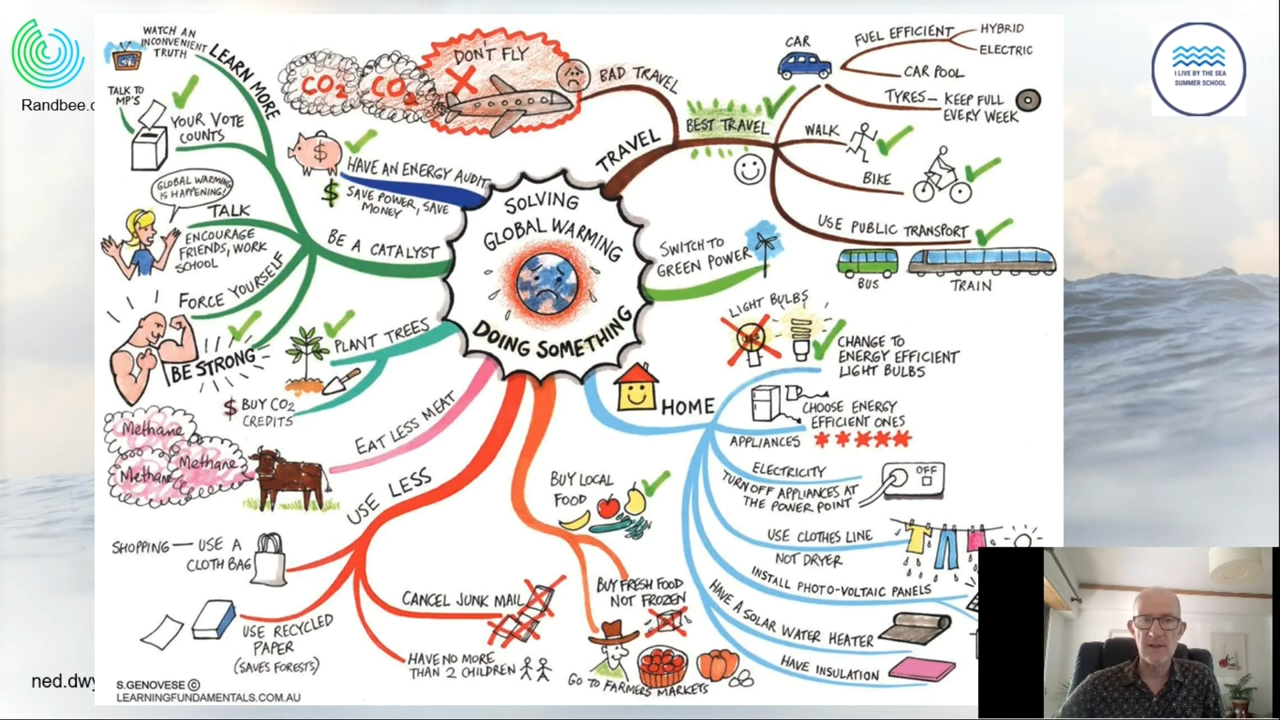 Randbee.c
I LIVE BY THE SEA
SUMMER SCHOOL
SOLVING
GLOBAL WARMING
DOING SOMETHING
TRAVEL
BAD TRAVEL
DON'T FLY
CO2
CO2
BEST TRAVEL
CAR
FUEL EFFICIENT
HYBRID
ELECTRIC
CAR POOL
TYRES — KEEP FULL
EVERY WEEK
WALK
BIKE
USE PUBLIC TRANSPORT
BUS
TRAIN
SWITCH TO
GREEN POWER
HOME
LIGHT BULBS
CHANGE TO
ENERGY EFFICIENT
LIGHT BULBS
CHOOSE ENERGY
EFFICIENT ONES
APPLIANCES
ELECTRICITY
OFF
TURN OFF APPLIANCES AT
THE POWER POINT
USE CLOTHES LINE
NOT DRYER
INSTALL PHOTO-VOLTAIC PANELS
HAVE A SOLAR WATER HEATER
HAVE INSULATION
BUY LOCAL
FOOD
BUY FRESH FOOD
NOT FROZEN
GO TO FARMERS MARKETS
USE LESS
SHOPPING — USE A
CLOTH BAG
USE RECYCLED
PAPER
(SAVES FORESTS)
CANCEL JUNK MAIL
HAVE NO MORE
THAN 2 CHILDREN
EAT LESS MEAT
Methane
Methane
Methane
PLANT TREES
$ BUY CO2
CREDITS
BE A CATALYST
LEARN MORE
WATCH AN
INCONVENIENT
TRUTH
TALK TO
MP'S
YOUR VOTE
COUNTS
GLOBAL WARMING
IS HAPPENING!
TALK
ENCOURAGE
FRIENDS, WORK
SCHOOL
FORCE YOURSELF
BE STRONG
HAVE AN ENERGY AUDIT
$
$ SAVE POWER, SAVE
MONEY
ned.dwy
S.GENOVESE ©
LEARNINGFUNDAMENTALS.COM.AU